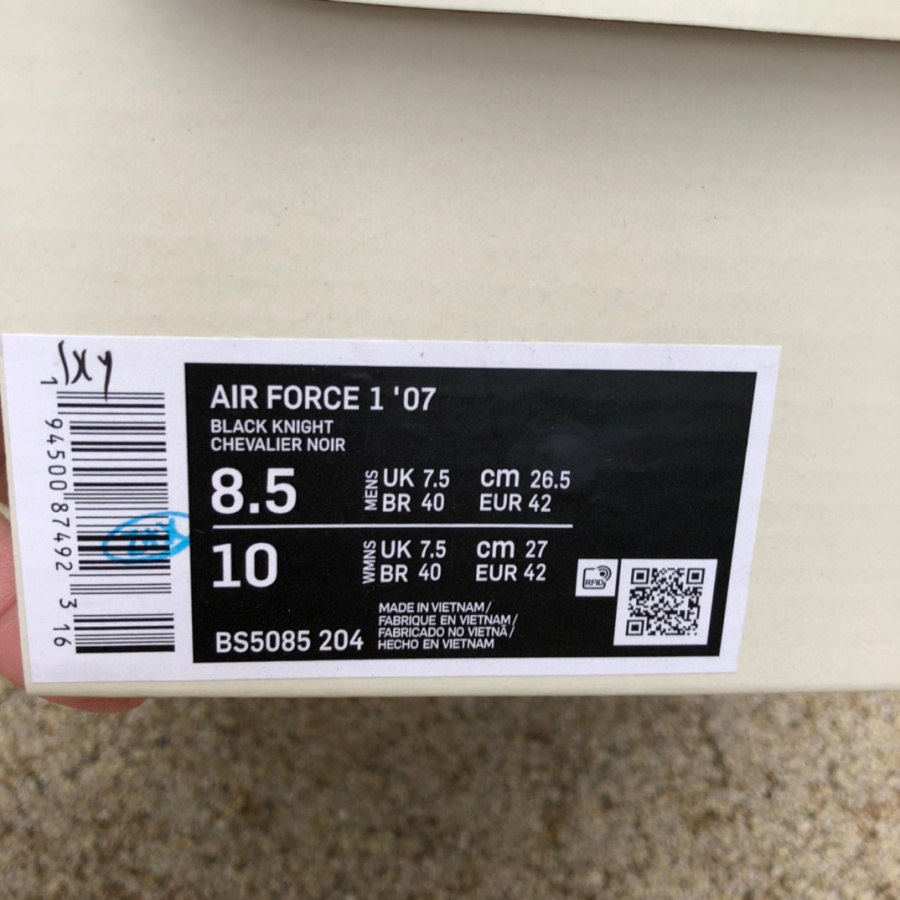 1xy
1 94500 87492 3 16
AIR FORCE 1 '07
BLACK KNIGHT
CHEVALIER NOIR
8.5 MENS UK 7.5 cm 26.5
BR 40 EUR 42
10 WMNS UK 7.5 cm 27
BR 40 EUR 42
RFID
BS5085 204
MADE IN VIETNAM/
FABRIQUE EN VIETNAM/
FABRICADO NO VIETNÃ/
HECHO EN VIETNAM